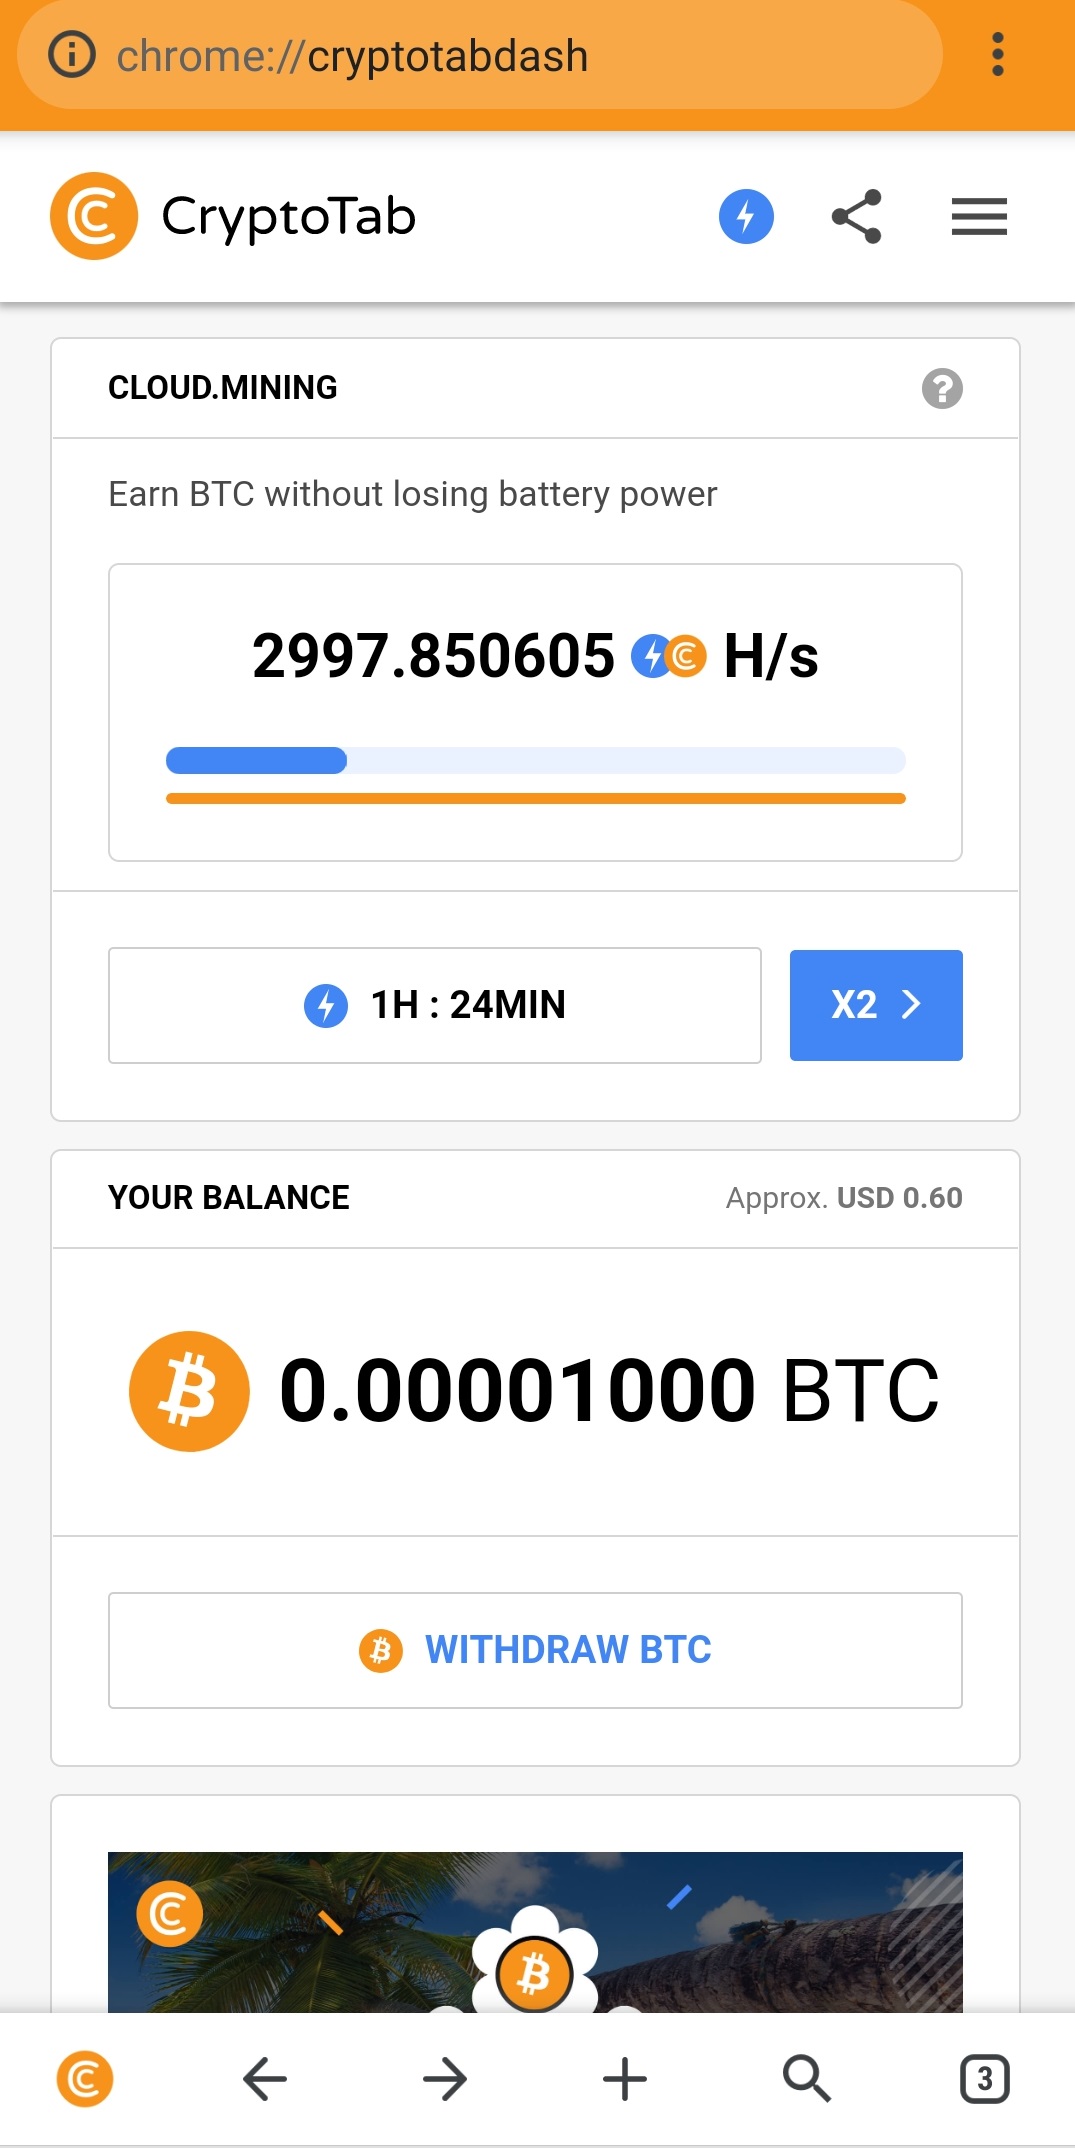 chrome://cryptotabdash
CryptoTab
CLOUD.MINING
Earn BTC without losing battery power
2997.850605 H/s
1H : 24MIN
X2
YOUR BALANCE
Approx. USD 0.60
0.00001000 BTC
WITHDRAW BTC
3